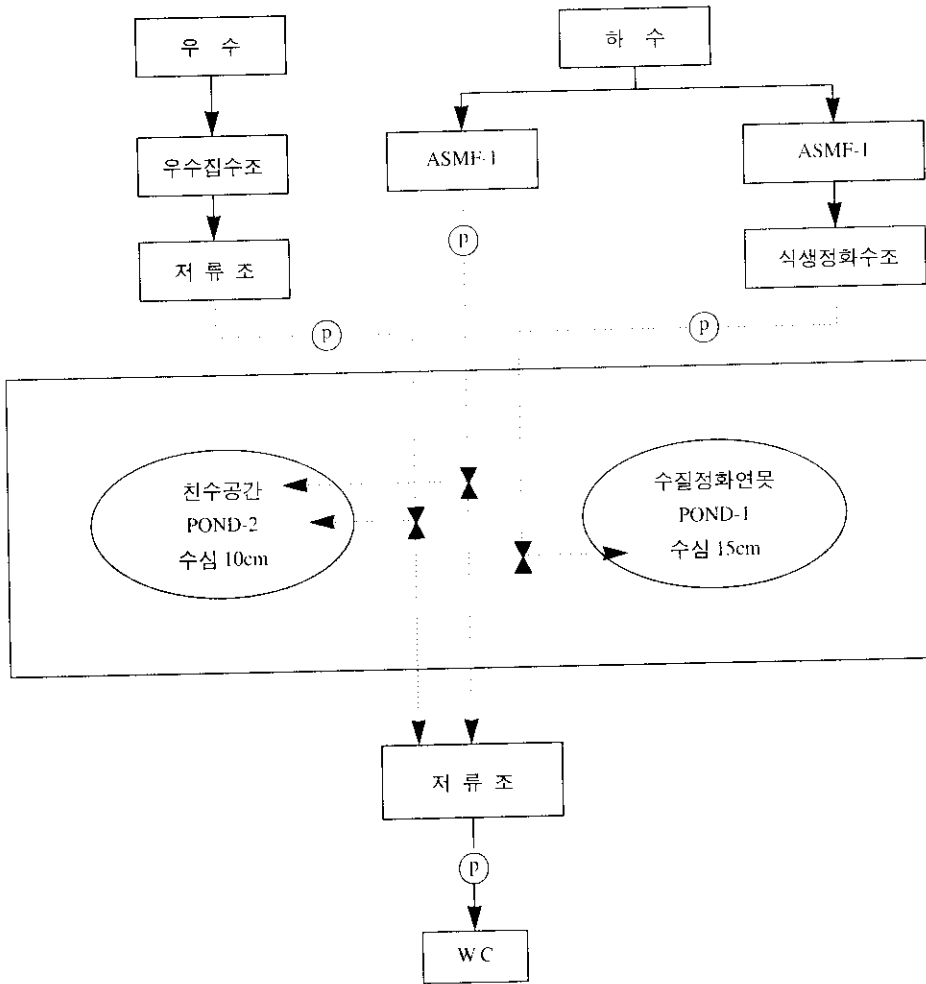 우 수
하 수
우수집수조
ASMF-1
ASMF-1
저 류 조
P
식생정화수조
P
P
친수공간
POND-2
수심 10cm
수질정화연못
POND-1
수심 15cm
저 류 조
P
W C